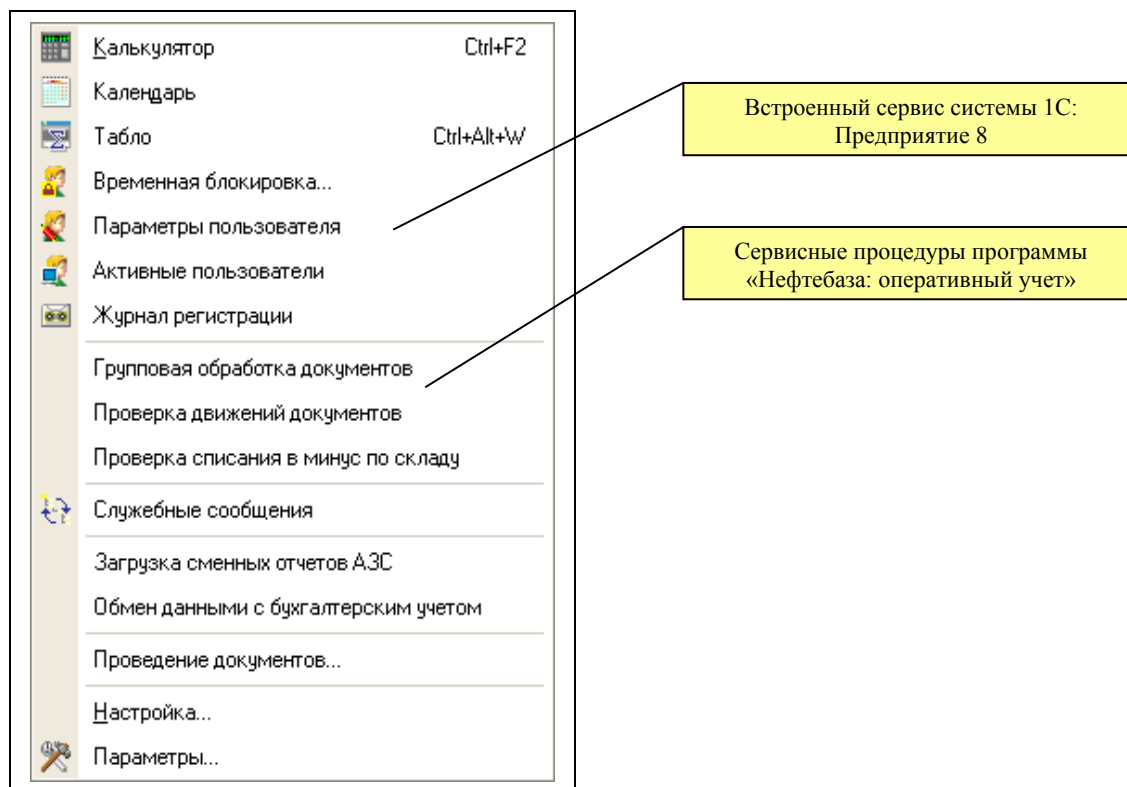 Калькулятор Ctrl+F2
Календарь
Табло Ctrl+Alt+W
Временная блокировка...
Параметры пользователя
Активные пользователи
Журнал регистрации
Групповая обработка документов
Проверка движений документов
Проверка списания в минус по складу
Служебные сообщения
Загрузка сменных отчетов АЗС
Обмен данными с бухгалтерским учетом
Проведение документов...
Настройка...
Параметры...
Встроенный сервис системы 1С:
Предприятие 8
Сервисные процедуры программы
«Нефтебаза: оперативный учет»